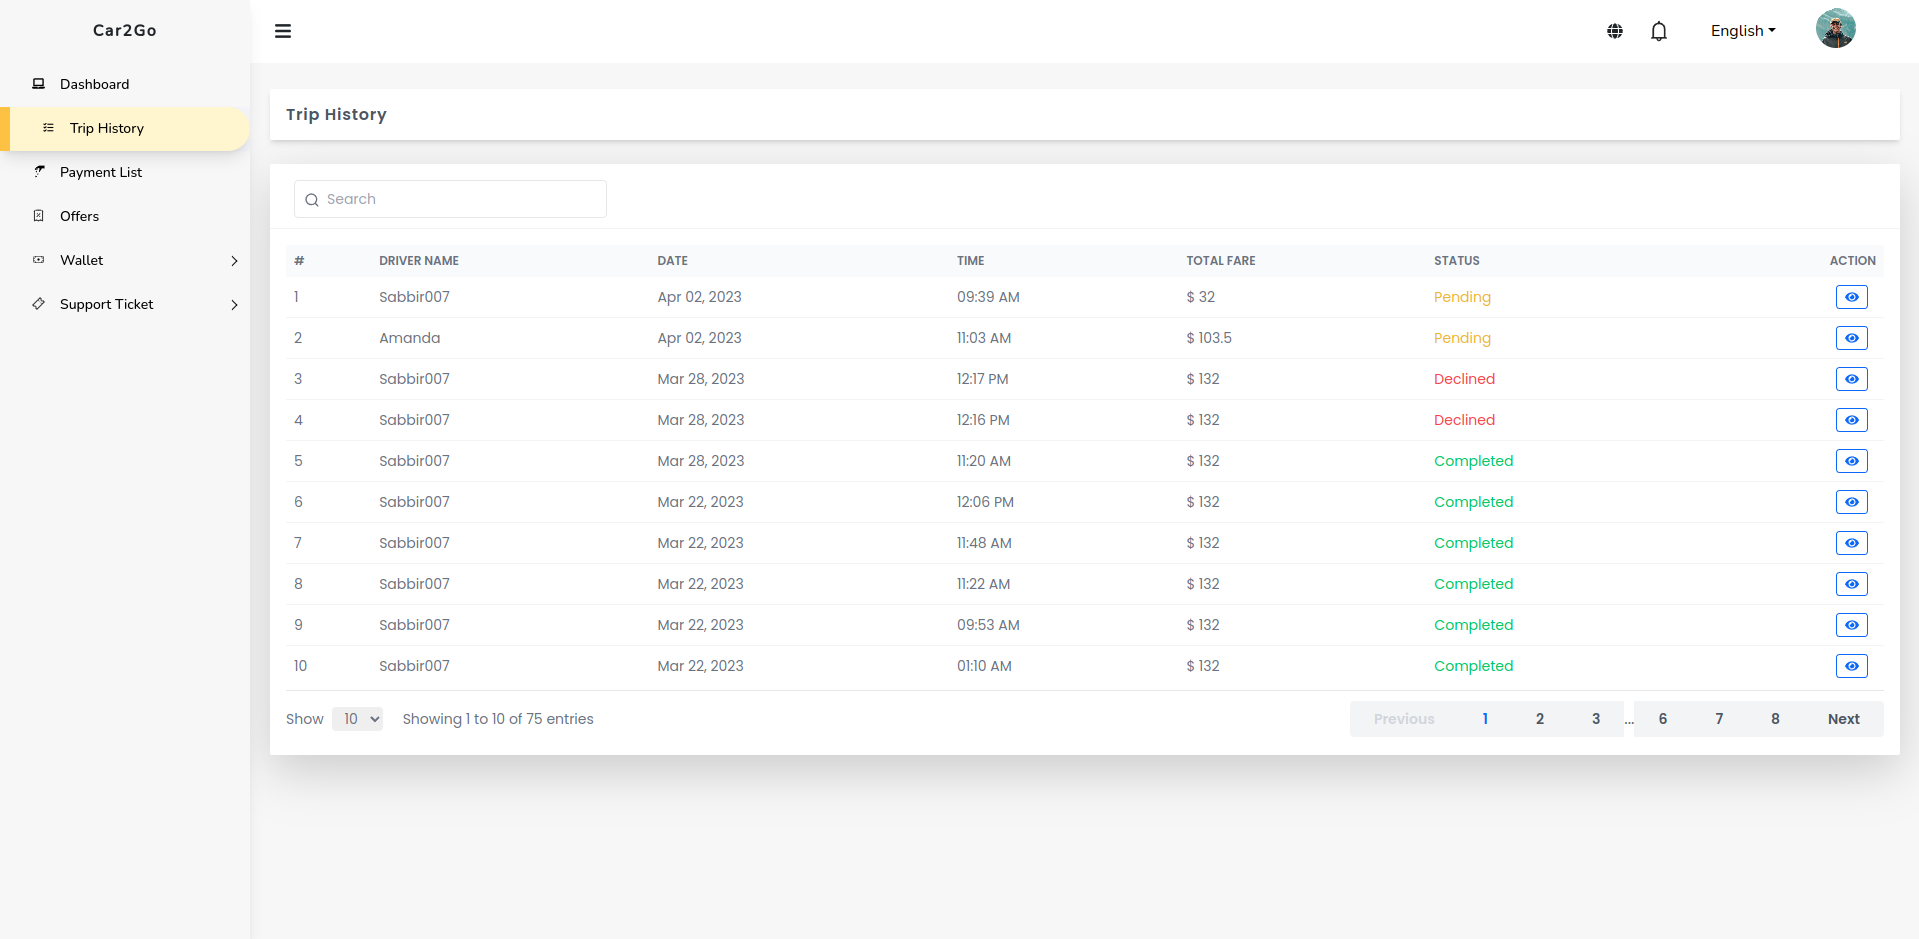 Car2Go
English
Dashboard
Trip History
Payment List
Offers
Wallet
Support Ticket
Trip History
Search
# DRIVER NAME DATE TIME TOTAL FARE STATUS ACTION
1 Sabbir007 Apr 02, 2023 09:39 AM $ 32 Pending
2 Amanda Apr 02, 2023 11:03 AM $ 103.5 Pending
3 Sabbir007 Mar 28, 2023 12:17 PM $ 132 Declined
4 Sabbir007 Mar 28, 2023 12:16 PM $ 132 Declined
5 Sabbir007 Mar 28, 2023 11:20 AM $ 132 Completed
6 Sabbir007 Mar 22, 2023 12:06 PM $ 132 Completed
7 Sabbir007 Mar 22, 2023 11:48 AM $ 132 Completed
8 Sabbir007 Mar 22, 2023 11:22 AM $ 132 Completed
9 Sabbir007 Mar 22, 2023 09:53 AM $ 132 Completed
10 Sabbir007 Mar 22, 2023 01:10 AM $ 132 Completed
Show 10 Showing 1 to 10 of 75 entries Previous 1 2 3 ... 6 7 8 Next